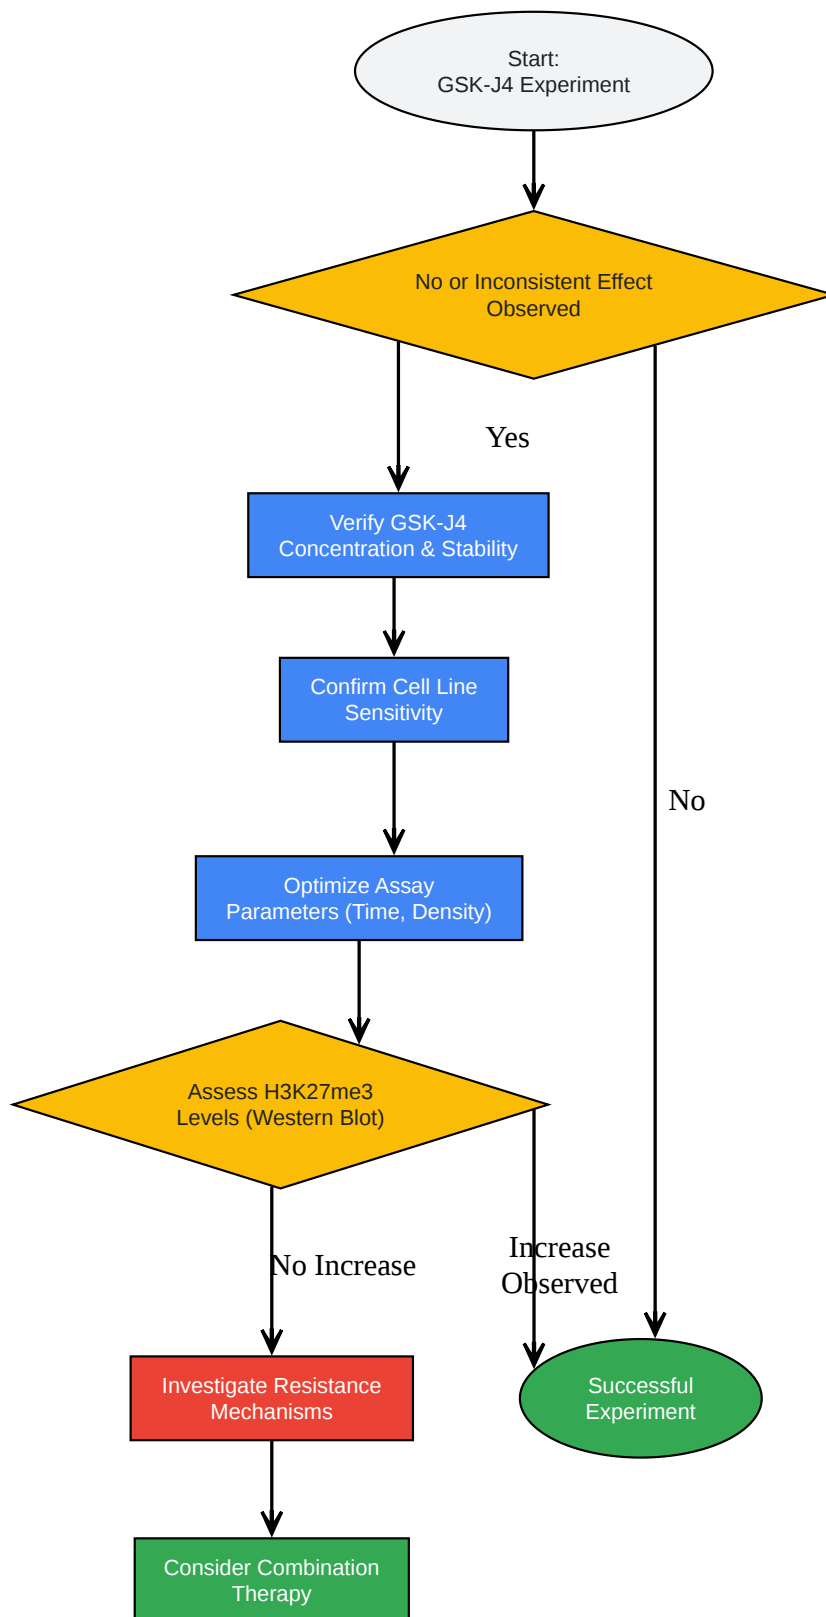 Start:
GSK-J4 Experiment
No or Inconsistent Effect
Observed
Yes
Verify GSK-J4
Concentration & Stability
Confirm Cell Line
Sensitivity
No
Optimize Assay
Parameters (Time, Density)
Assess H3K27me3
Levels (Western Blot)
No Increase
Increase
Observed
Investigate Resistance
Mechanisms
Successful
Experiment
Consider Combination
Therapy